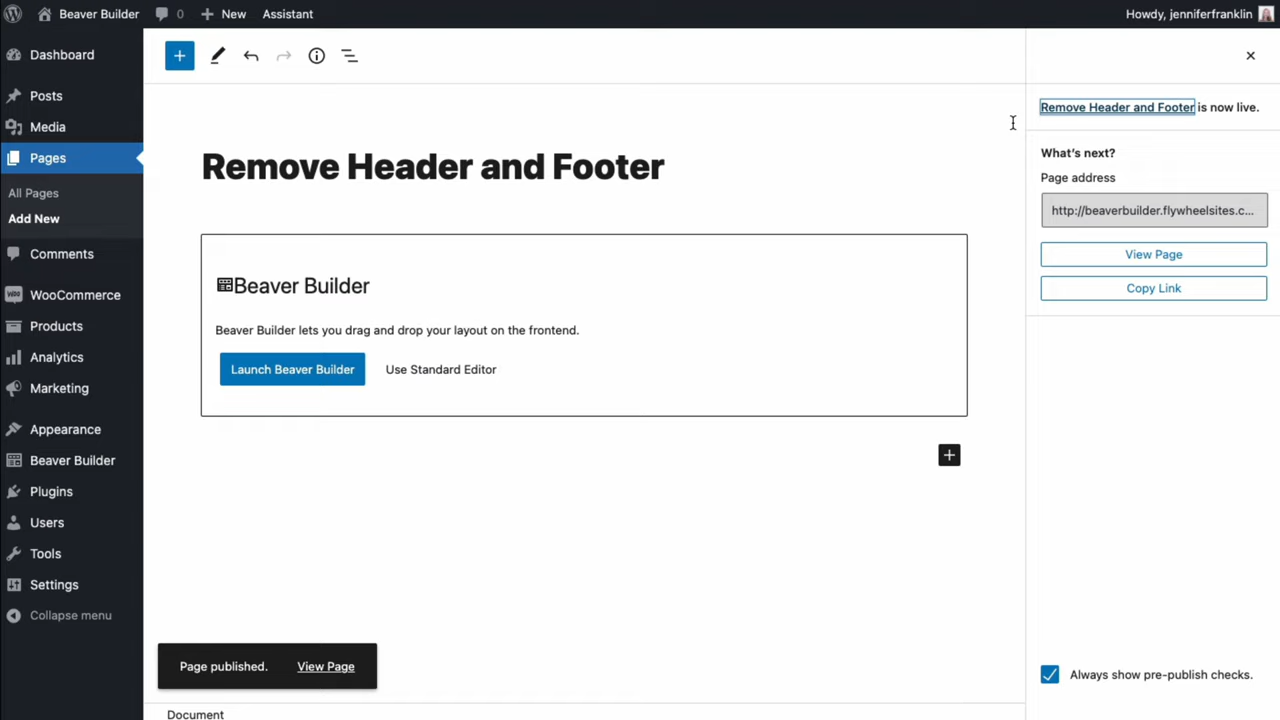 Beaver Builder 0 New Assistant Howdy, jenniferfranklin
Dashboard
Posts
Media
Pages
All Pages
Add New
Comments
WooCommerce
Products
Analytics
Marketing
Appearance
Beaver Builder
Plugins
Users
Tools
Settings
Collapse menu
Remove Header and Footer
Beaver Builder
Beaver Builder lets you drag and drop your layout on the frontend.
Launch Beaver Builder Use Standard Editor
Page published. View Page
Document
Remove Header and Footer is now live.
What's next?
Page address
http://beaverbuilder.flywheelsites.c...
View Page
Copy Link
Always show pre-publish checks.